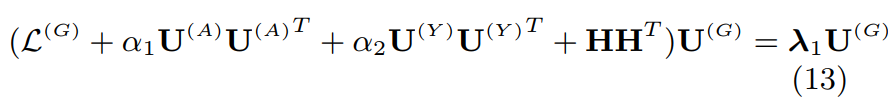 (𝓛^(G) + α₁U^(A)U^(A)^T + α₂U^(Y)U^(Y)^T + HH^T)U^(G) = λ₁U^(G)
(13)